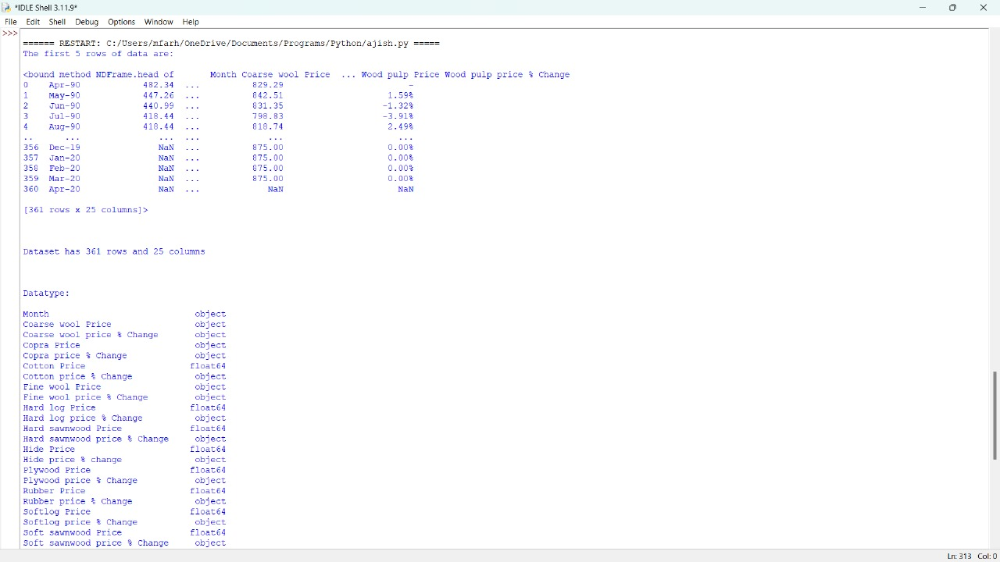 *IDLE Shell 3.11.9*
File Edit Shell Debug Options Window Help
>>>
====== RESTART: C:/Users/mfarh/OneDrive/Documents/Programs/Python/ajish.py =====
The first 5 rows of data are:
<bound method NDFrame.head of Month Coarse wool Price ... Wood pulp Price Wood pulp price % Change
0 Apr-90 482.34 ... 829.29 -
1 May-90 447.26 ... 842.51 1.59%
2 Jun-90 440.99 ... 831.35 -1.32%
3 Jul-90 418.44 ... 798.83 -3.91%
4 Aug-90 418.44 ... 818.74 2.49%
.. ... ... ... ... ...
356 Dec-19 NaN ... 875.00 0.00%
357 Jan-20 NaN ... 875.00 0.00%
358 Feb-20 NaN ... 875.00 0.00%
359 Mar-20 NaN ... 875.00 0.00%
360 Apr-20 NaN ... NaN NaN
[361 rows x 25 columns]>
Dataset has 361 rows and 25 columns
Datatype:
Month object
Coarse wool Price object
Coarse wool price % Change object
Copra Price object
Copra price % Change object
Cotton Price float64
Cotton price % Change object
Fine wool Price object
Fine wool price % Change object
Hard log Price float64
Hard log price % Change object
Hard sawnwood Price float64
Hard sawnwood price % Change object
Hide Price float64
Hide price % change object
Plywood Price float64
Plywood price % Change object
Rubber Price float64
Rubber price % Change object
Softlog Price float64
Softlog price % Change object
Soft sawnwood Price float64
Soft sawnwood price % Change object
Ln: 313 Col: 0